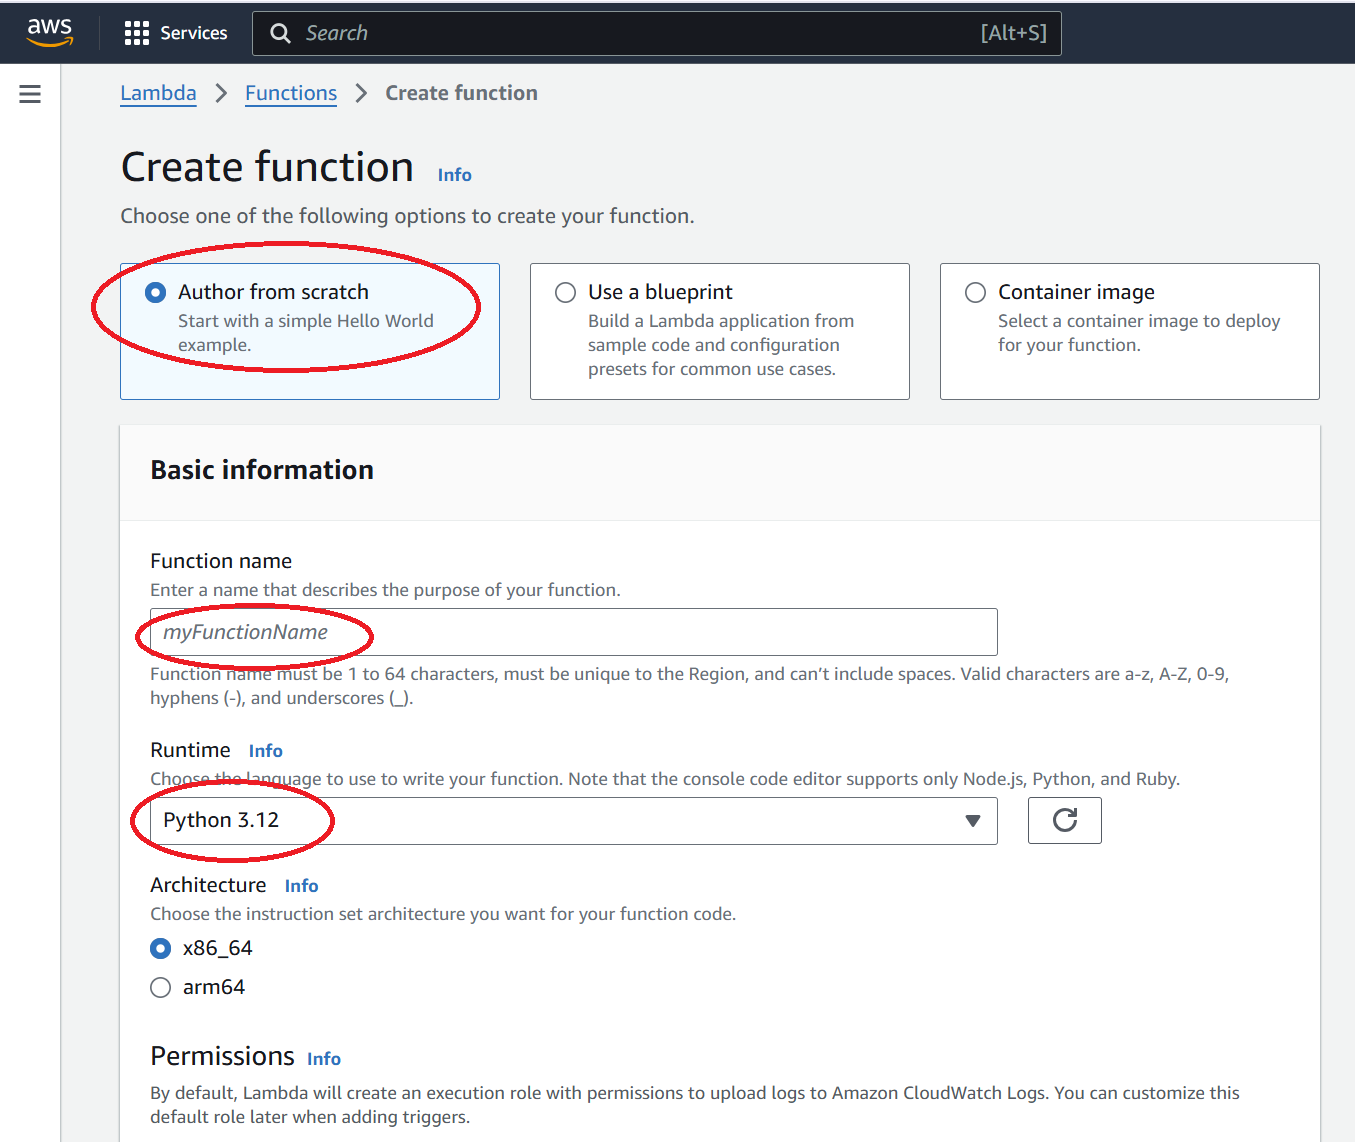 aws
Services
Search
[Alt+S]
Lambda > Functions > Create function
Create function Info
Choose one of the following options to create your function.
Author from scratch
Start with a simple Hello World
example.
Use a blueprint
Build a Lambda application from
sample code and configuration
presets for common use cases.
Container image
Select a container image to deploy
for your function.
Basic information
Function name
Enter a name that describes the purpose of your function.
myFunctionName
Function name must be 1 to 64 characters, must be unique to the Region, and can’t include spaces. Valid characters are a-z, A-Z, 0-9,
hyphens (-), and underscores (_).
Runtime Info
Choose the language to use to write your function. Note that the console code editor supports only Node.js, Python, and Ruby.
Python 3.12
Architecture Info
Choose the instruction set architecture you want for your function code.
x86_64
arm64
Permissions Info
By default, Lambda will create an execution role with permissions to upload logs to Amazon CloudWatch Logs. You can customize this
default role later when adding triggers.